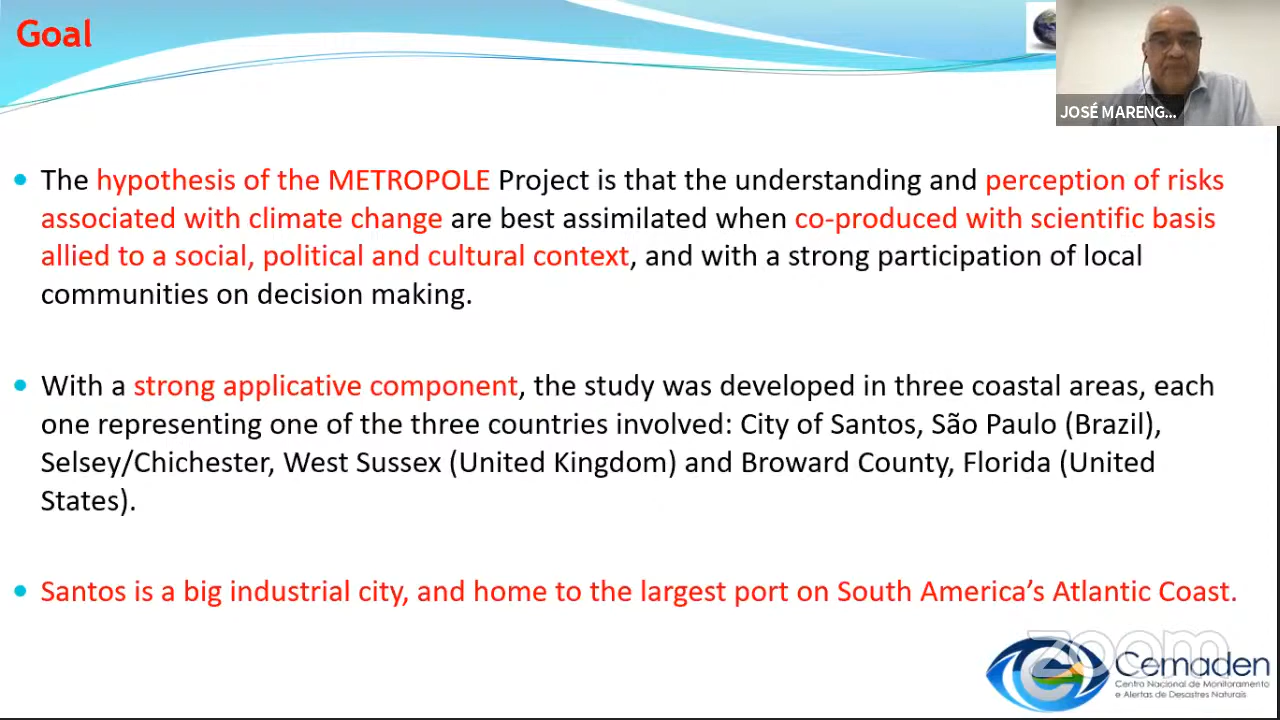 Goal
JOSÉ MARENG...
The hypothesis of the METROPOLE Project is that the understanding and perception of risks
associated with climate change are best assimilated when co-produced with scientific basis
allied to a social, political and cultural context, and with a strong participation of local
communities on decision making.
With a strong applicative component, the study was developed in three coastal areas, each
one representing one of the three countries involved: City of Santos, São Paulo (Brazil),
Selsey/Chichester, West Sussex (United Kingdom) and Broward County, Florida (United
States).
Santos is a big industrial city, and home to the largest port on South America’s Atlantic Coast.
zoom
Cemaden
Centro Nacional de Monitoramento
e Alertas de Desastres Naturais